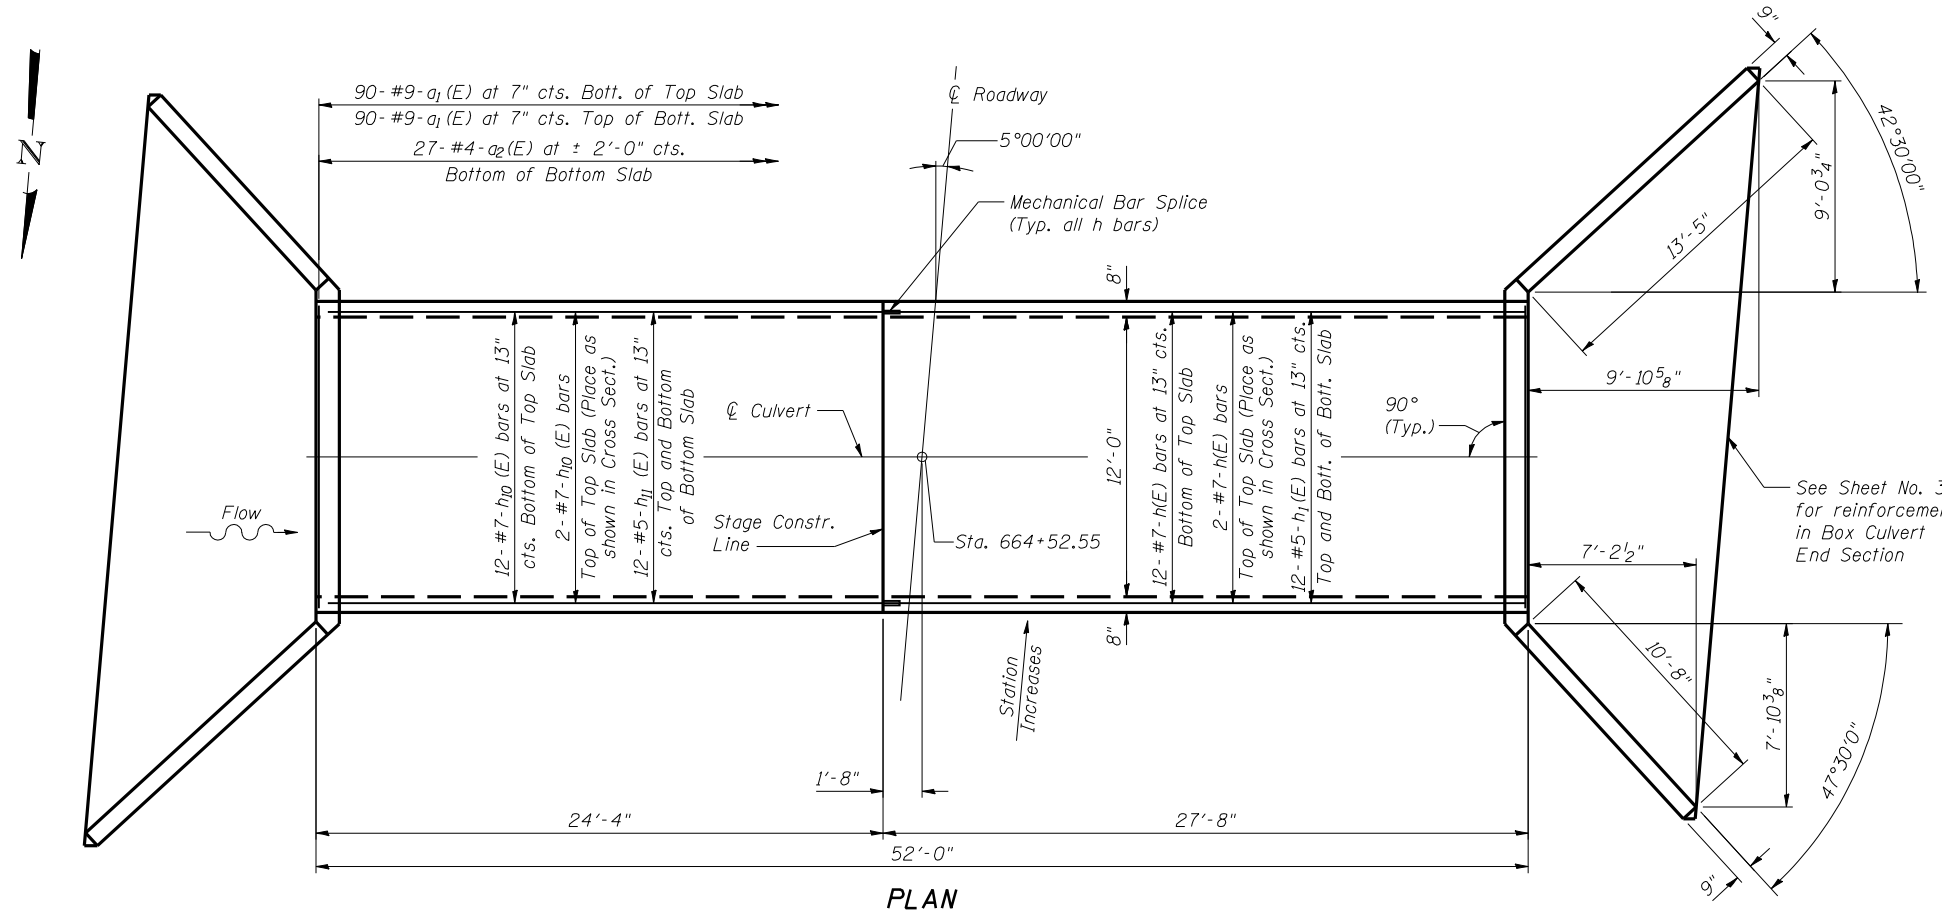 N
90-#9-a1(E) at 7" cts. Bott. of Top Slab
90-#9-a1(E) at 7" cts. Top of Bott. Slab
27-#4-a2(E) at ± 2'-0" cts.
Bottom of Bottom Slab
℄ Roadway
5°00'00"
Mechanical Bar Splice
(Typ. all h bars)
9"
42°30'00"
9'-0¾"
13'-5"
9'-10⅝"
8"
12-#7-h10(E) bars at 13"
cts. Bottom of Top Slab
2-#7-h10(E) bars
Top of Top Slab (Place as
shown in Cross Sect.)
12-#5-h11(E) bars at 13"
cts. Top and Bottom
of Bottom Slab
℄ Culvert
12'-0"
12-#7-h(E) bars at 13" cts.
Bottom of Top Slab
2-#7-h(E) bars
Top of Top Slab (Place as
shown in Cross Sect.)
12-#5-h1(E) bars at 13" cts.
Top and Bott. of Bott. Slab
90°
(Typ.)
Flow
Stage Constr.
Line
Sta. 664+52.55
See Sheet No. 3
for reinforcemen
in Box Culvert
End Section
7'-2½"
8"
Station
Increases
10'-8"
7'-10⅜"
47°30'0"
9"
1'-8"
24'-4"
27'-8"
52'-0"
PLAN